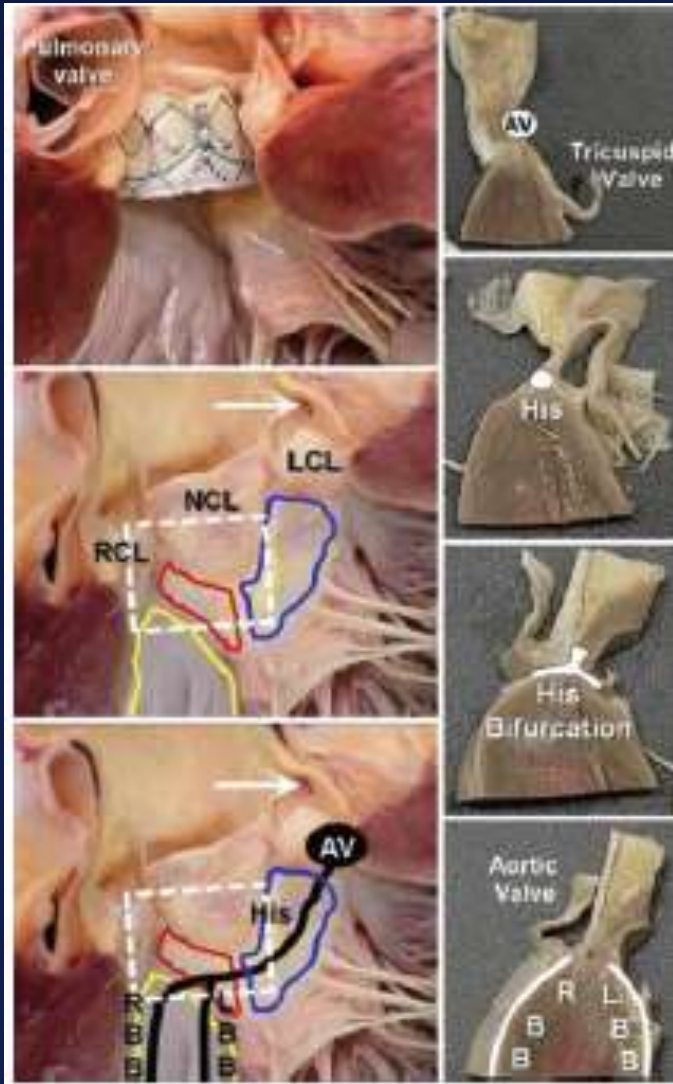 Pulmonary
valve
LCL
NCL
RCL
AV
His
R
B
B
L
B
B
AV
Tricuspid
Valve
His
His
Bifurcation
Aortic
Valve
R L
B B
B B